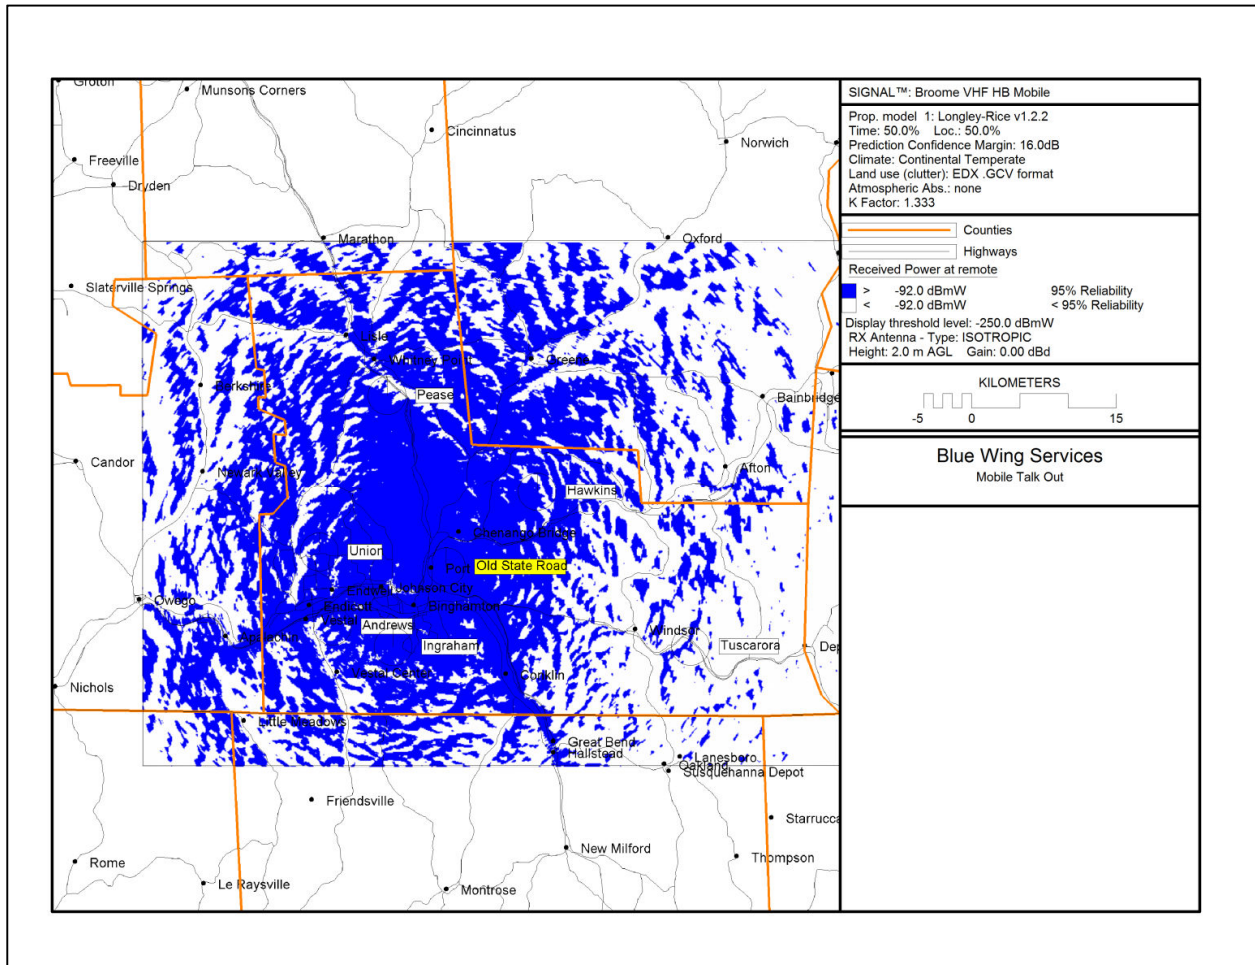 Groton
Munsons Corners
Cincinnatus
Norwich
Freeville
Dryden
Marathon
Oxford
Slaterville Springs
Lisle
Whitney Point
Greene
Berkshire
Pease
Bainbridge
Candor
Newark Valley
Afton
Hawkins
Chenango Bridge
Union
Port
Old State Road
Johnson City
Endwell
Owego
Endicott
Binghamton
Vestal
Andrews
Windsor
Apalachin
Ingraham
Tuscarora
Dep
Vestal Center
Conklin
Nichols
Little Meadows
Great Bend
Hallstead
Lanesboro
Oakland
Susquehanna Depot
Friendsville
Starrucca
New Milford
Thompson
Rome
Le Raysville
Montrose
SIGNAL™: Broome VHF HB Mobile
Prop. model 1: Longley-Rice v1.2.2
Time: 50.0% Loc.: 50.0%
Prediction Confidence Margin: 16.0dB
Climate: Continental Temperate
Land use (clutter): EDX .GCV format
Atmospheric Abs.: none
K Factor: 1.333
Counties
Highways
Received Power at remote
> -92.0 dBmW 95% Reliability
< -92.0 dBmW < 95% Reliability
Display threshold level: -250.0 dBmW
RX Antenna - Type: ISOTROPIC
Height: 2.0 m AGL Gain: 0.00 dBd
KILOMETERS
-5 0 15
Blue Wing Services
Mobile Talk Out